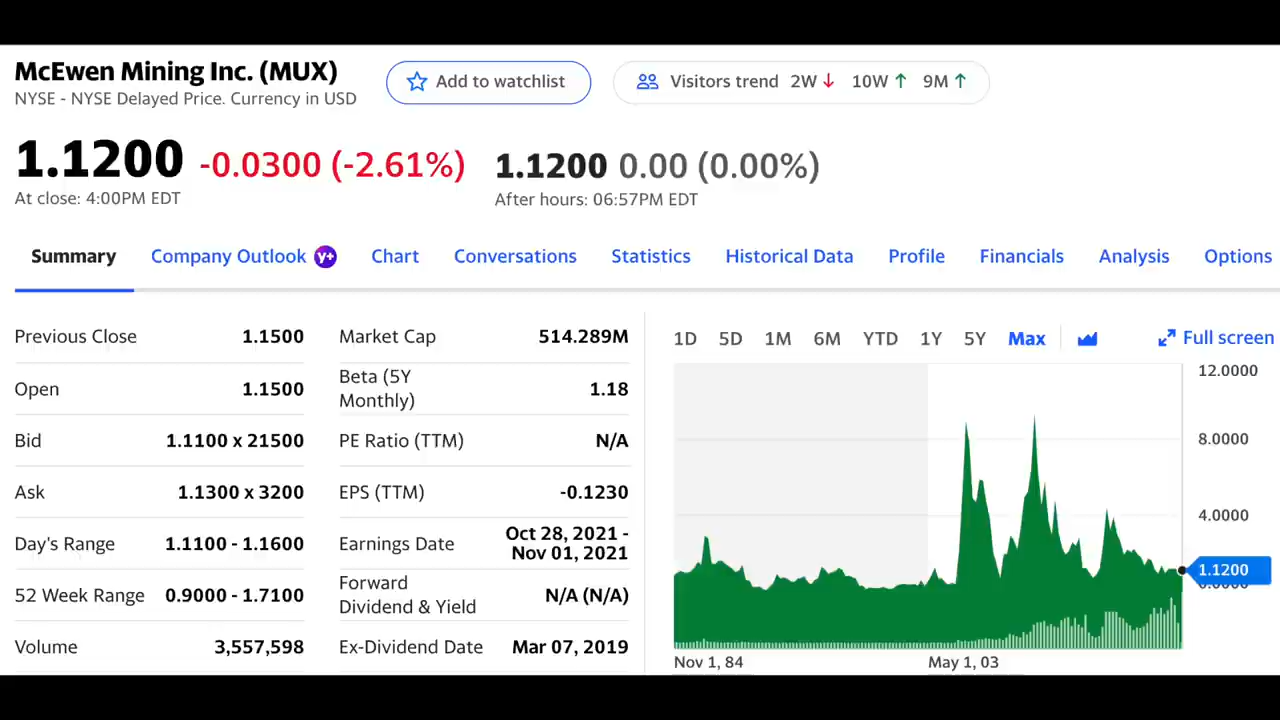 McEwen Mining Inc. (MUX)
NYSE - NYSE Delayed Price. Currency in USD
Add to watchlist
Visitors trend 2W↓ 10W↑ 9M↑
1.1200 -0.0300 (-2.61%)
At close: 4:00PM EDT
1.1200 0.00 (0.00%)
After hours: 06:57PM EDT
Summary Company Outlook y+ Chart Conversations Statistics Historical Data Profile Financials Analysis Options
Previous Close 1.1500
Open 1.1500
Bid 1.1100 x 21500
Ask 1.1300 x 3200
Day's Range 1.1100 - 1.1600
52 Week Range 0.9000 - 1.7100
Volume 3,557,598
Market Cap 514.289M
Beta (5Y
Monthly) 1.18
PE Ratio (TTM) N/A
EPS (TTM) -0.1230
Earnings Date Oct 28, 2021 -
Nov 01, 2021
Forward
Dividend & Yield N/A (N/A)
Ex-Dividend Date Mar 07, 2019
1D 5D 1M 6M YTD 1Y 5Y Max
Full screen
12.0000
8.0000
4.0000
1.1200
0.0000
Nov 1, 84
May 1, 03